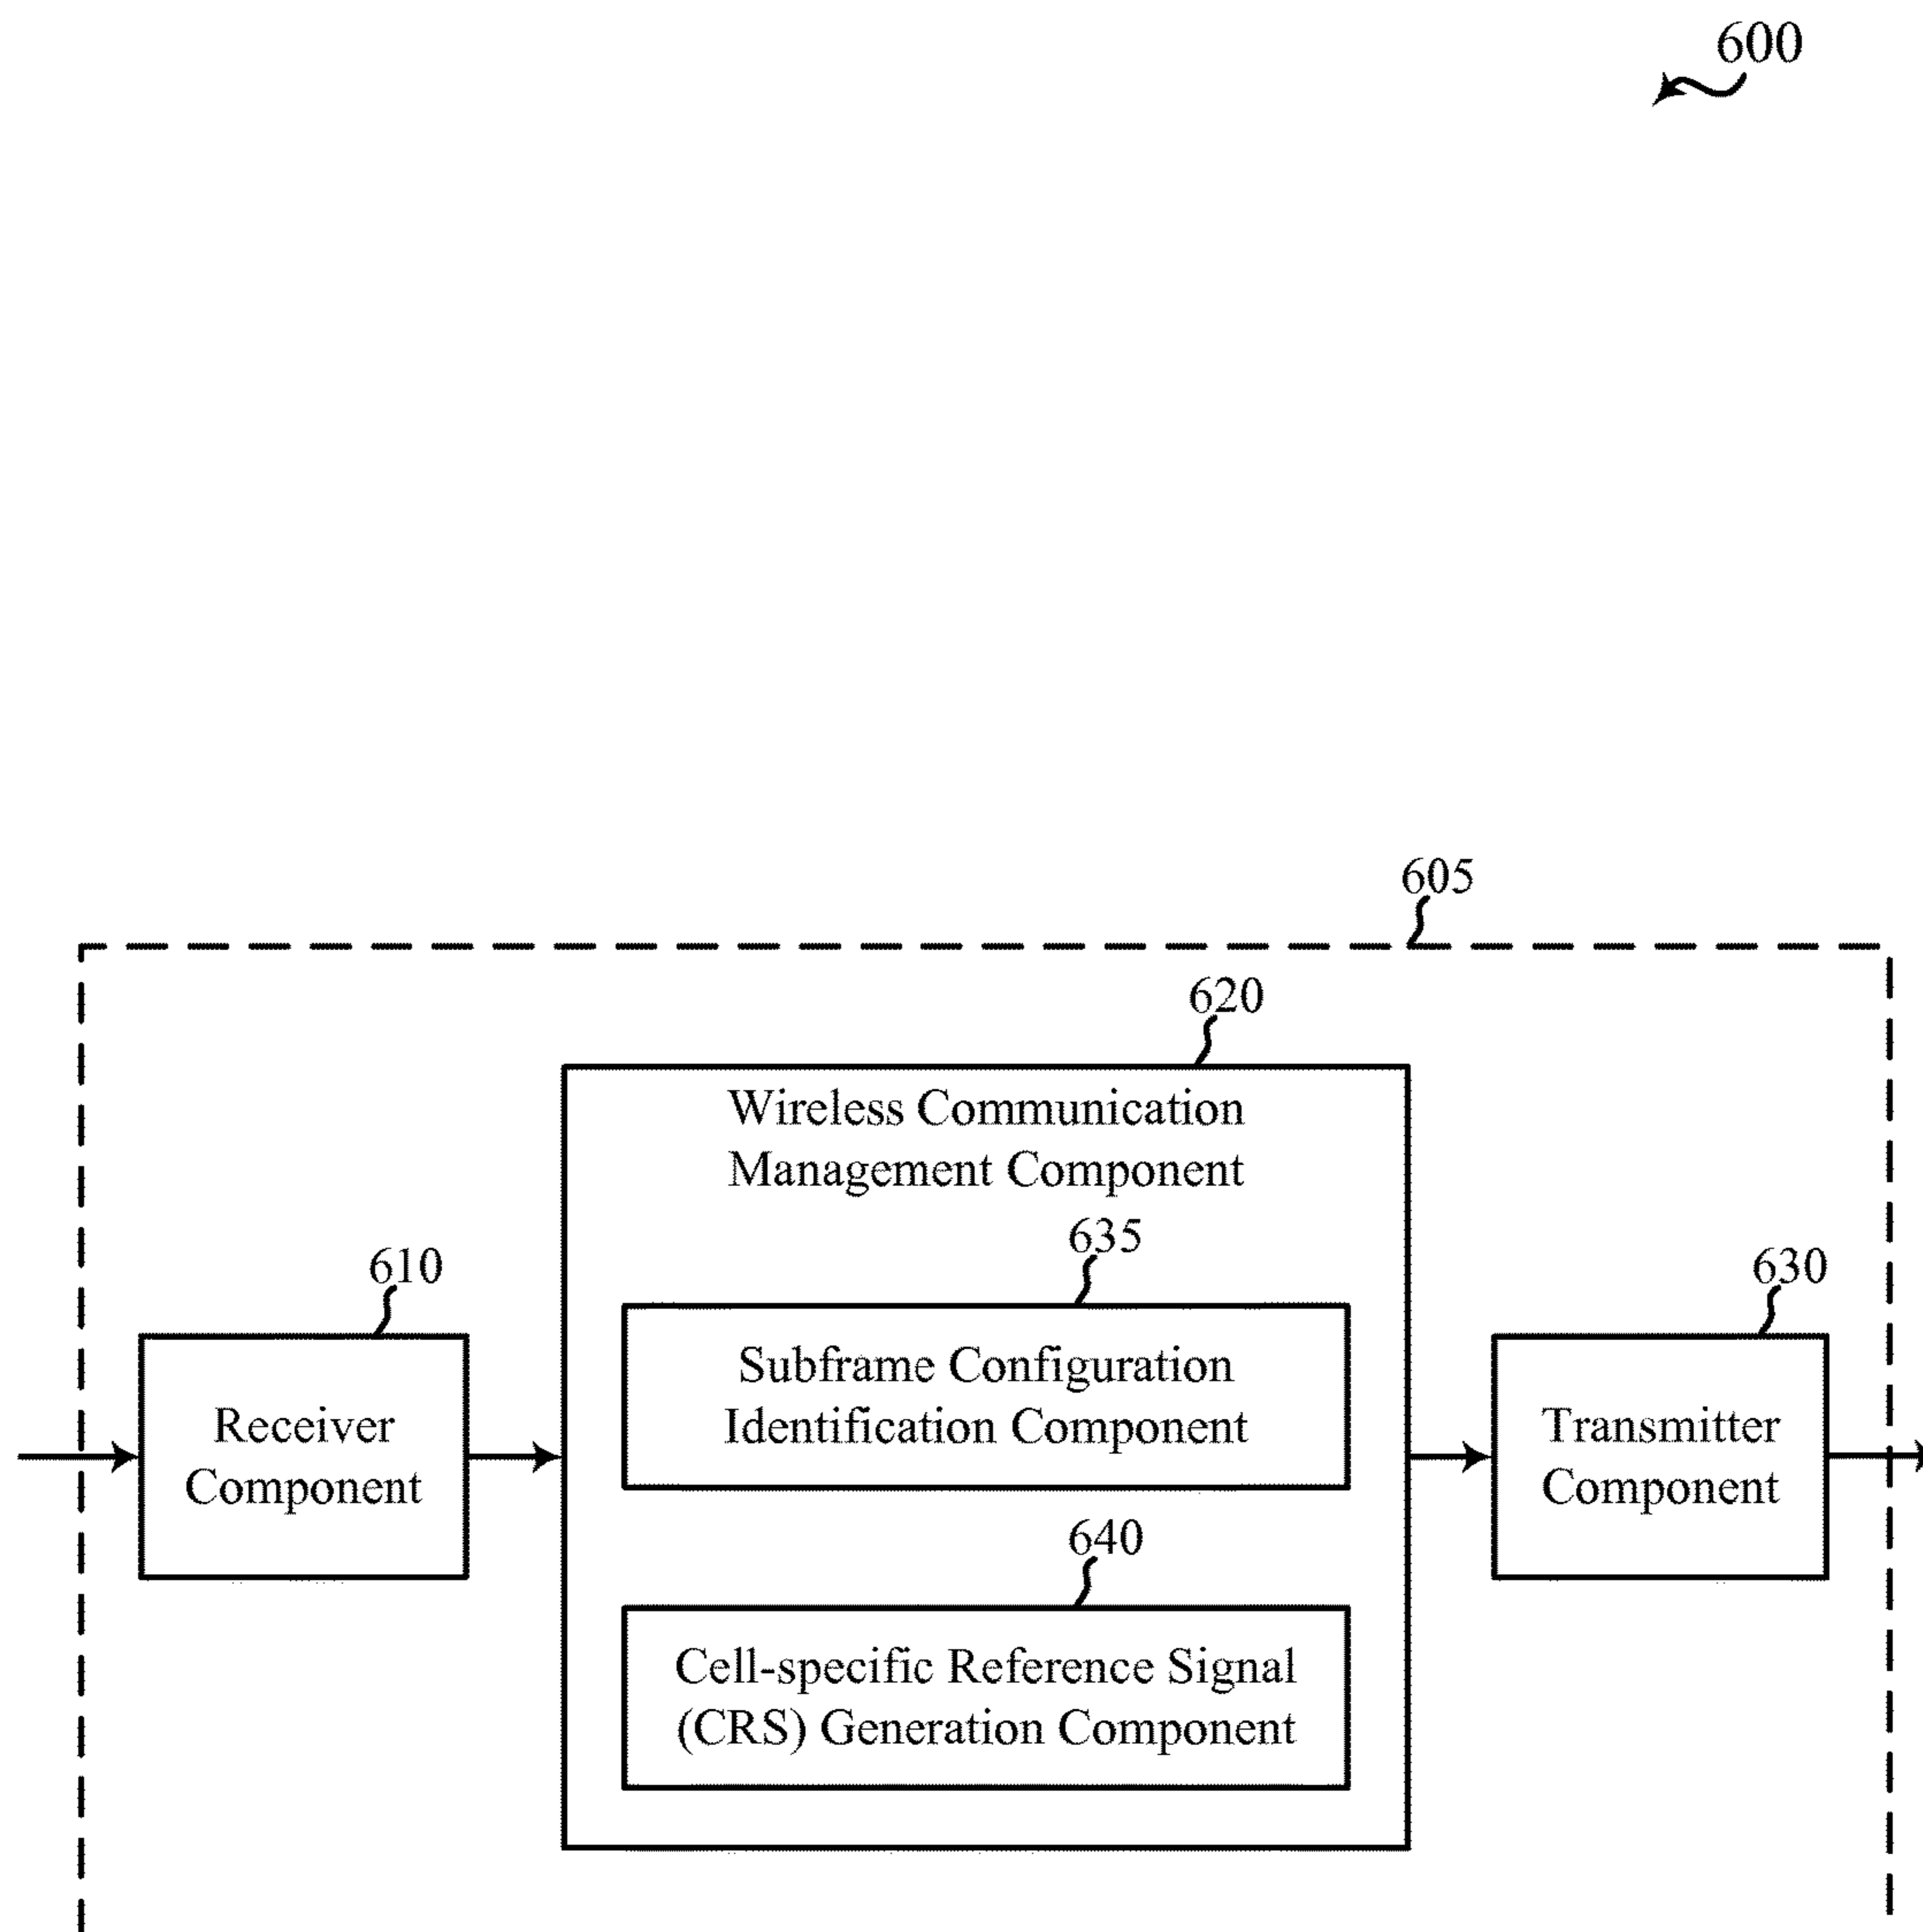 600
605
620
Wireless Communication
Management Component
635
610
630
Subframe Configuration
Identification Component
Receiver
Component
Transmitter
Component
640
Cell-specific Reference Signal
(CRS) Generation Component